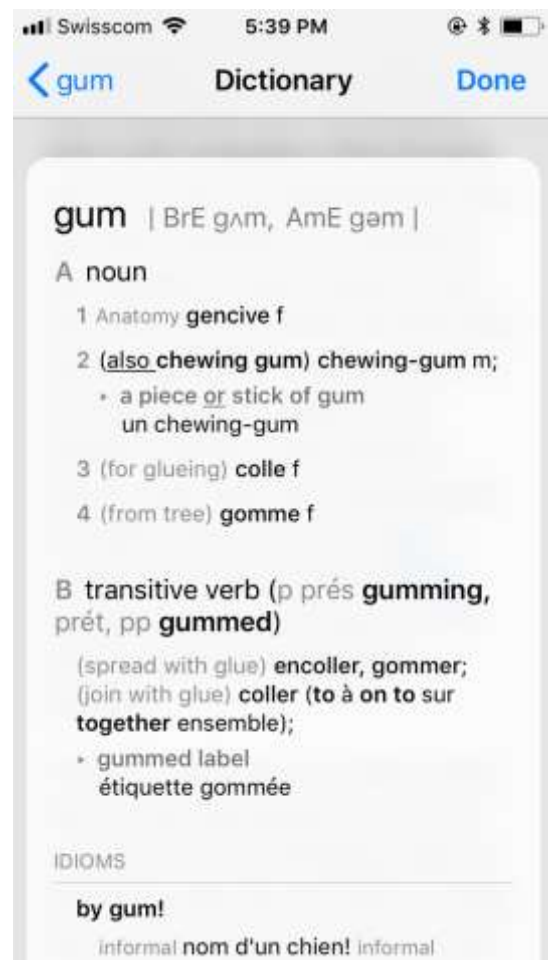 Swisscom 5:39 PM
gum Dictionary Done
gum | BrE gʌm, AmE gəm |
A noun
1 Anatomy gencive f
2 (also chewing gum) chewing-gum m;
▸ a piece or stick of gum
un chewing-gum
3 (for glueing) colle f
4 (from tree) gomme f
B transitive verb (p prés gumming,
prét, pp gummed)
(spread with glue) encoller, gommer;
(join with glue) coller (to à on to sur
together ensemble);
▸ gummed label
étiquette gommée
IDIOMS
by gum!
informal nom d'un chien! informal